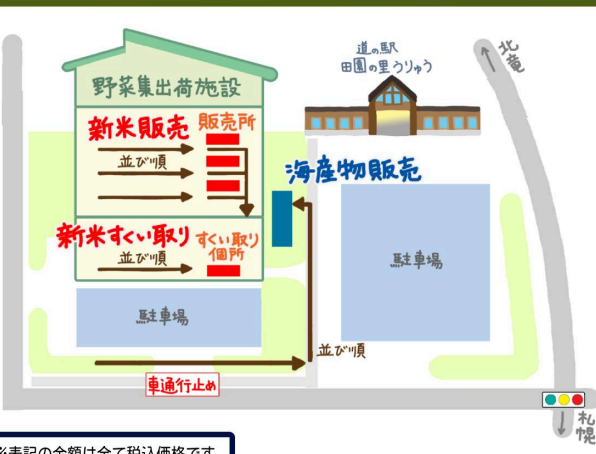 道の駅
田園の里うりゅう
北竜
野菜集出荷施設
新米販売
販売所
並び順
海産物販売
新米すくい取り
すくい取り
個所
並び順
駐車場
駐車場
並び順
車通行止め
札幌
※表記の金額は全て税込価格です